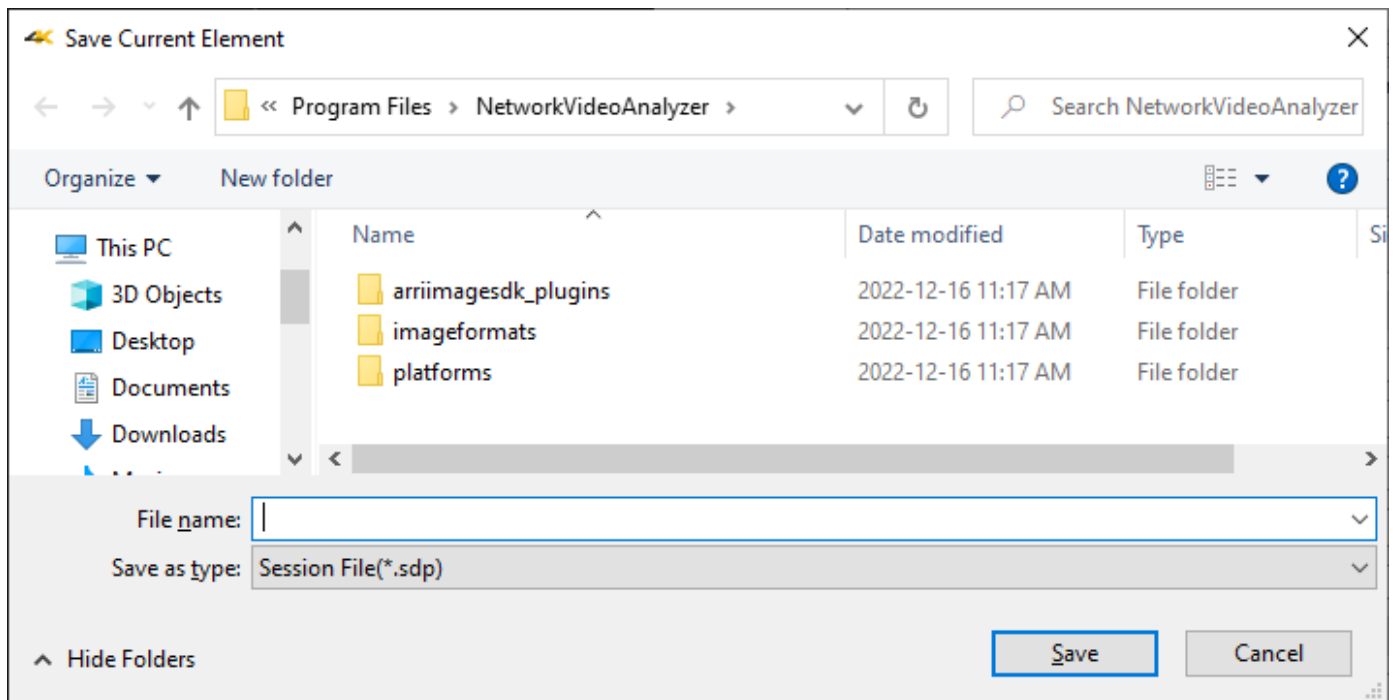 4K Save Current Element
« Program Files > NetworkVideoAnalyzer > Search NetworkVideoAnalyzer
Organize New folder ?
Name Date modified Type Si
This PC
3D Objects
Desktop
Documents
Downloads
arriimagesdk_plugins 2022-12-16 11:17 AM File folder
imageformats 2022-12-16 11:17 AM File folder
platforms 2022-12-16 11:17 AM File folder
File name:
Save as type: Session File(*.sdp)
Hide Folders Save Cancel